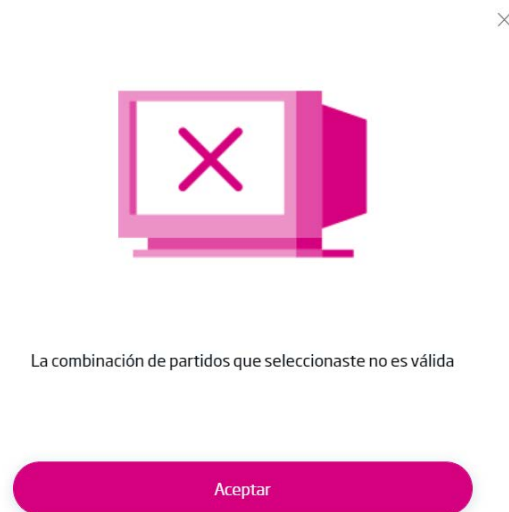 La combinación de partidos que seleccionaste no es válida
Aceptar